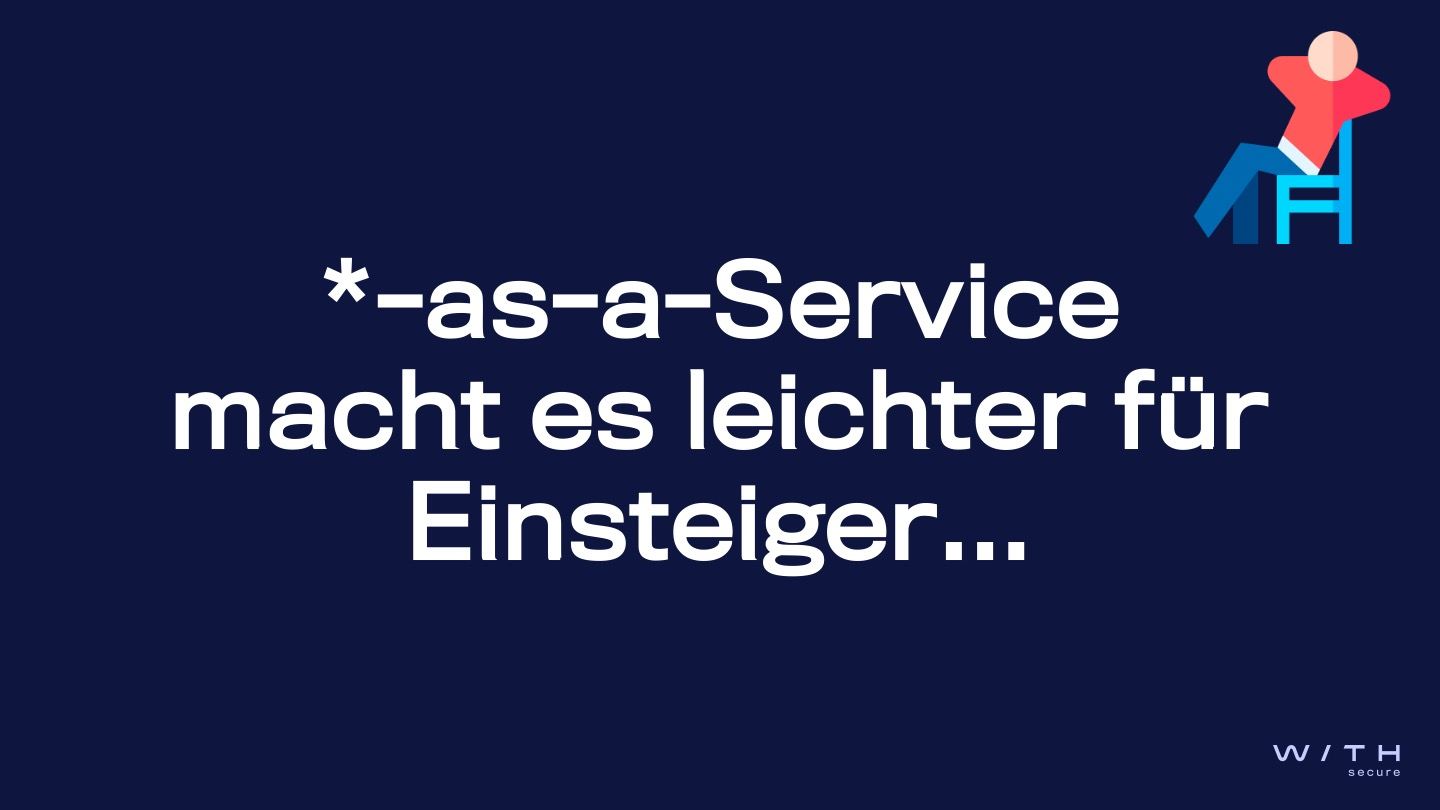 *-as-a-Service
macht es leichter für
Einsteiger...
W/TH
secure